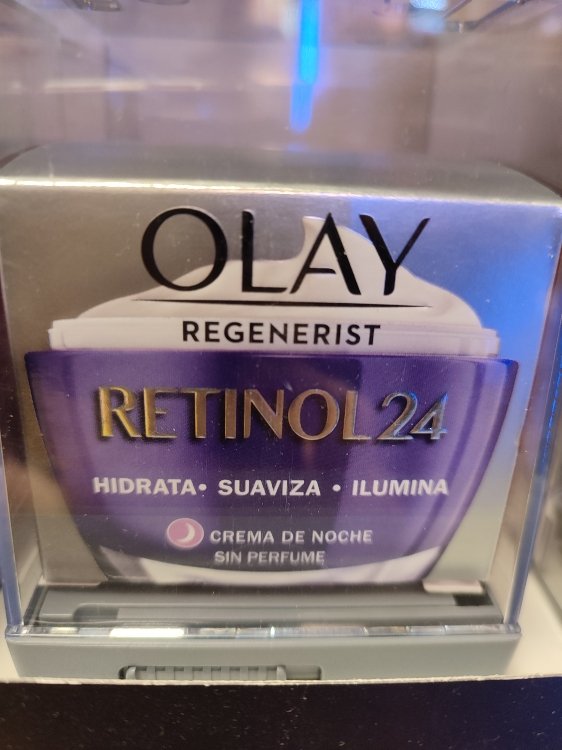 OLAY
REGENERIST
RETINOL24
HIDRATA• SUAVIZA • ILUMINA
CREMA DE NOCHE
SIN PERFUME